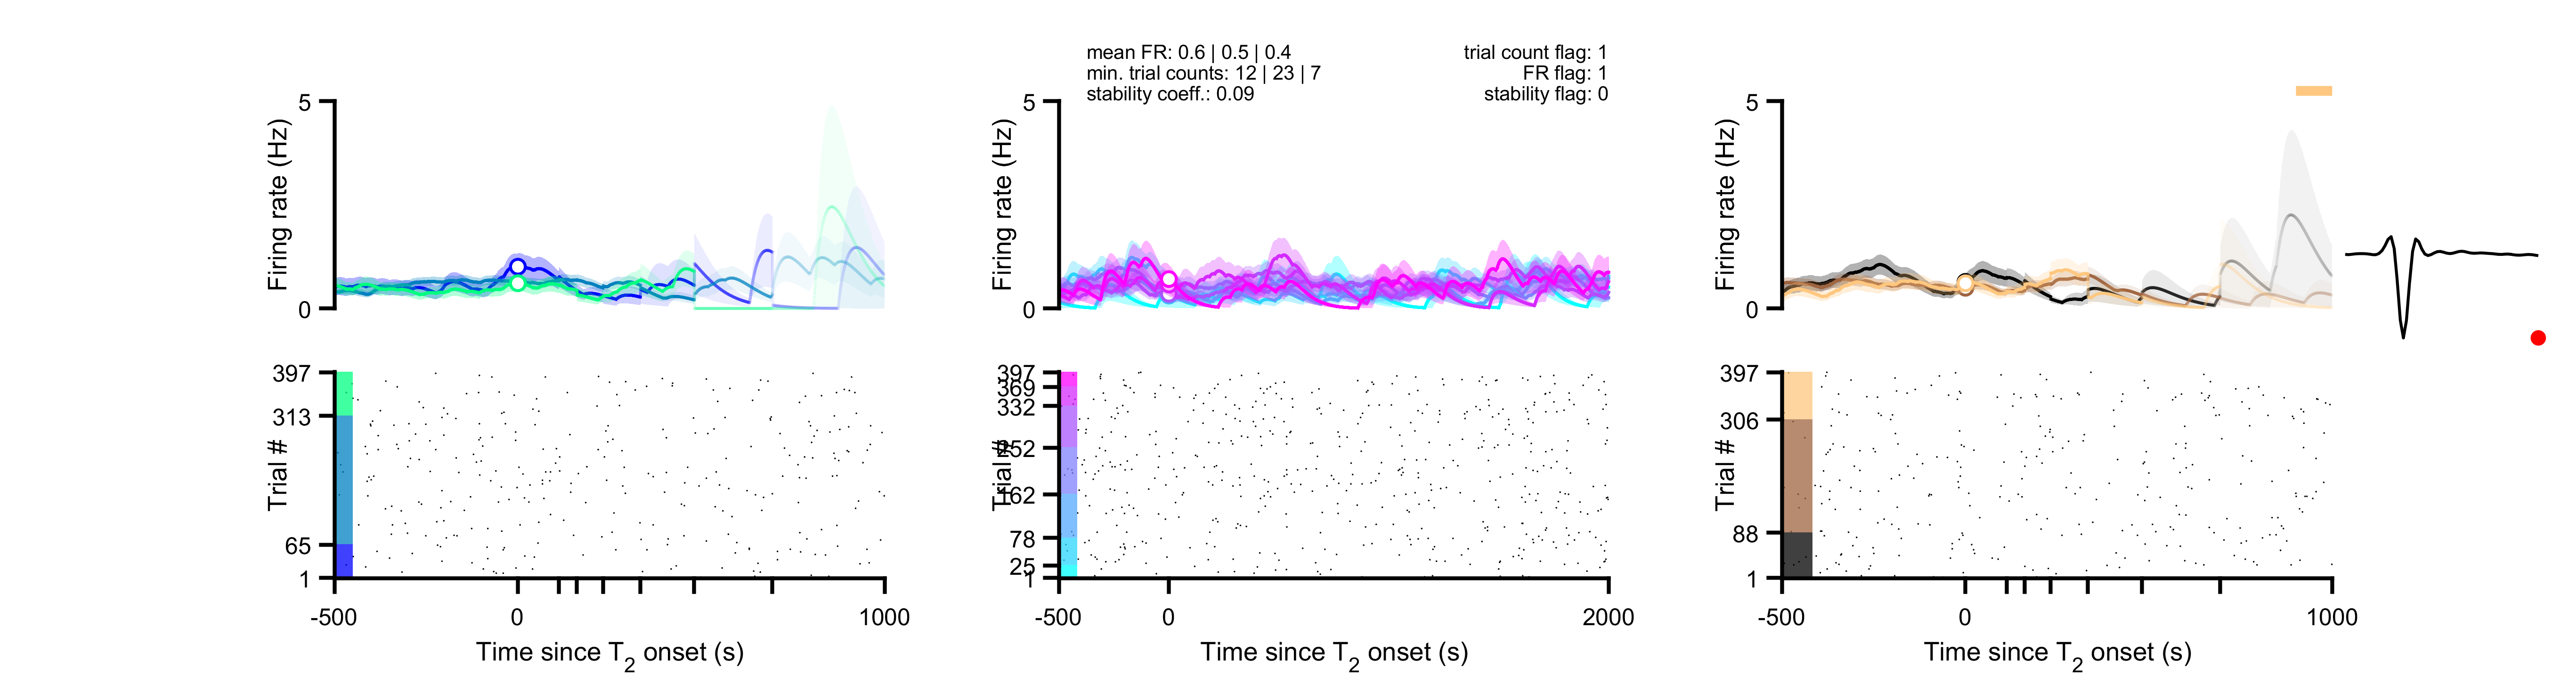 mean FR: 0.6 | 0.5 | 0.4
min. trial counts: 12 | 23 | 7
stability coeff.: 0.09
trial count flag: 1
FR flag: 1
stability flag: 0
5
0
Firing rate (Hz)
5
0
Firing rate (Hz)
5
0
Firing rate (Hz)
397
313
65
1
Trial #
-500
0
1000
Time since T2 onset (s)
397
369
332
252
162
78
25
1
Trial #
-500
0
2000
Time since T2 onset (s)
397
306
88
1
Trial #
-500
0
1000
Time since T2 onset (s)